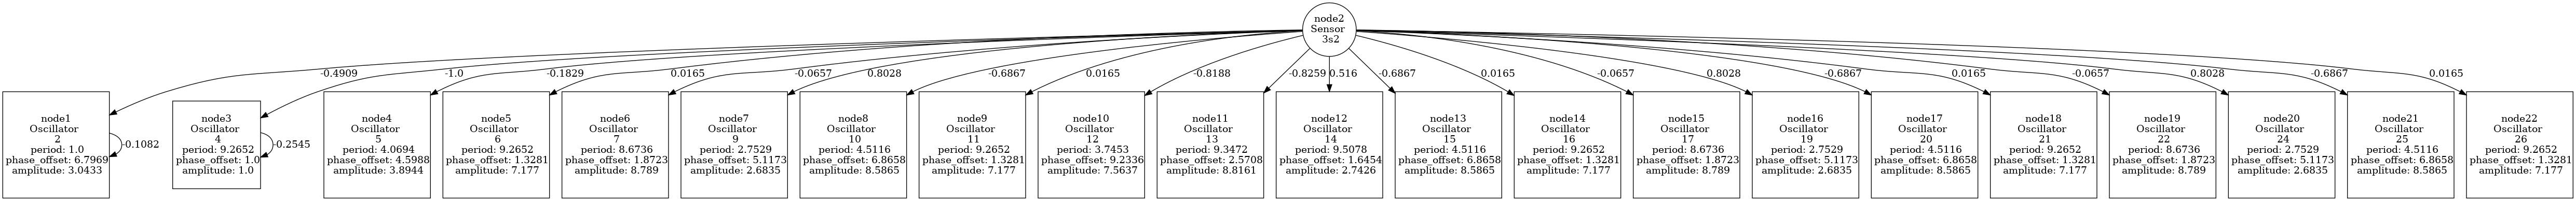 node2
Sensor
3s2
-0.4909
-1.0
-0.1829
0.0165
-0.0657
0.8028
-0.6867
0.0165
-0.8188
-0.8259
0.516
-0.6867
0.0165
-0.0657
0.8028
-0.6867
0.0165
-0.0657
0.8028
-0.6867
0.0165
node1
Oscillator
2
period: 1.0
phase_offset: 6.7969
amplitude: 3.0433
-0.1082
node3
Oscillator
4
period: 9.2652
phase_offset: 1.0
amplitude: 1.0
-0.2545
node4
Oscillator
5
period: 4.0694
phase_offset: 4.5988
amplitude: 3.8944
node5
Oscillator
6
period: 9.2652
phase_offset: 1.3281
amplitude: 7.177
node6
Oscillator
7
period: 8.6736
phase_offset: 1.8723
amplitude: 8.789
node7
Oscillator
9
period: 2.7529
phase_offset: 5.1173
amplitude: 2.6835
node8
Oscillator
10
period: 4.5116
phase_offset: 6.8658
amplitude: 8.5865
node9
Oscillator
11
period: 9.2652
phase_offset: 1.3281
amplitude: 7.177
node10
Oscillator
12
period: 3.7453
phase_offset: 9.2336
amplitude: 7.5637
node11
Oscillator
13
period: 9.3472
phase_offset: 2.5708
amplitude: 8.8161
node12
Oscillator
14
period: 9.5078
phase_offset: 1.6454
amplitude: 2.7426
node13
Oscillator
15
period: 4.5116
phase_offset: 6.8658
amplitude: 8.5865
node14
Oscillator
16
period: 9.2652
phase_offset: 1.3281
amplitude: 7.177
node15
Oscillator
17
period: 8.6736
phase_offset: 1.8723
amplitude: 8.789
node16
Oscillator
19
period: 2.7529
phase_offset: 5.1173
amplitude: 2.6835
node17
Oscillator
20
period: 4.5116
phase_offset: 6.8658
amplitude: 8.5865
node18
Oscillator
21
period: 9.2652
phase_offset: 1.3281
amplitude: 7.177
node19
Oscillator
22
period: 8.6736
phase_offset: 1.8723
amplitude: 8.789
node20
Oscillator
24
period: 2.7529
phase_offset: 5.1173
amplitude: 2.6835
node21
Oscillator
25
period: 4.5116
phase_offset: 6.8658
amplitude: 8.5865
node22
Oscillator
26
period: 9.2652
phase_offset: 1.3281
amplitude: 7.177